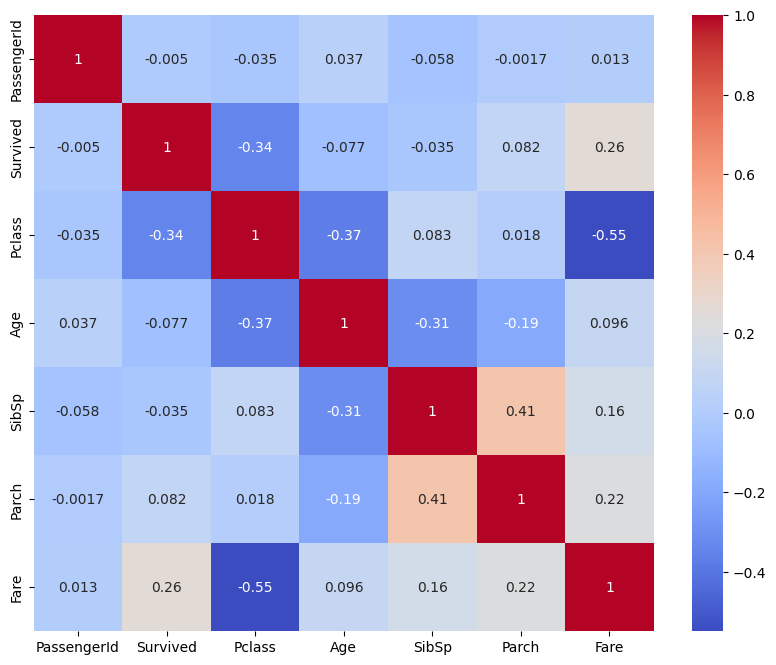 PassengerId 1 -0.005 -0.035 0.037 -0.058 -0.0017 0.013
Survived -0.005 1 -0.34 -0.077 -0.035 0.082 0.26
Pclass -0.035 -0.34 1 -0.37 0.083 0.018 -0.55
Age 0.037 -0.077 -0.37 1 -0.31 -0.19 0.096
SibSp -0.058 -0.035 0.083 -0.31 1 0.41 0.16
Parch -0.0017 0.082 0.018 -0.19 0.41 1 0.22
Fare 0.013 0.26 -0.55 0.096 0.16 0.22 1
PassengerId Survived Pclass Age SibSp Parch Fare
1.0
0.8
0.6
0.4
0.2
0.0
−0.2
−0.4